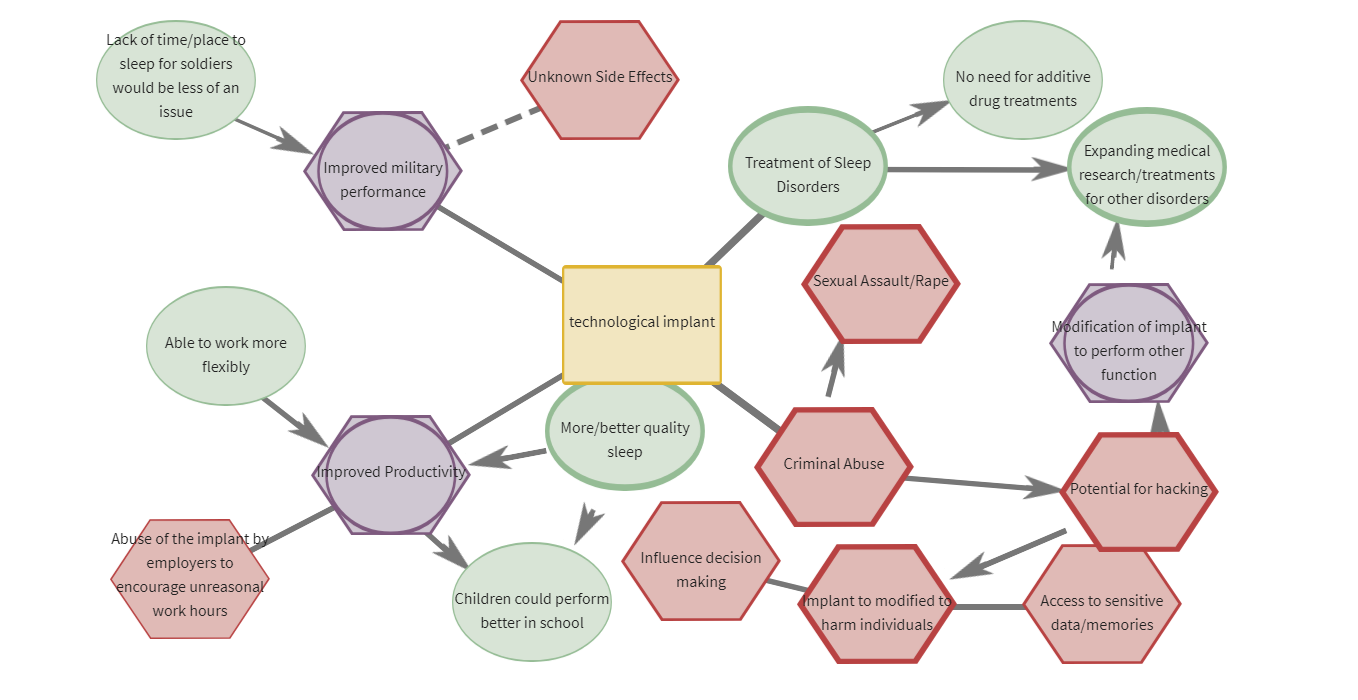 Lack of time/place to
sleep for soldiers
would be less of an
issue
Unknown Side Effects
No need for additive
drug treatments
Improved military
performance
Treatment of Sleep
Disorders
Expanding medical
research/treatments
for other disorders
Sexual Assault/Rape
technological implant
Able to work more
flexibly
Modification of implant
to perform other
function
More/better quality
sleep
Improved Productivity
Criminal Abuse
Potential for hacking
Abuse of the implant by
employers to
encourage unreasonal
work hours
Children could perform
better in school
Influence decision
making
Implant to modified to
harm individuals
Access to sensitive
data/memories